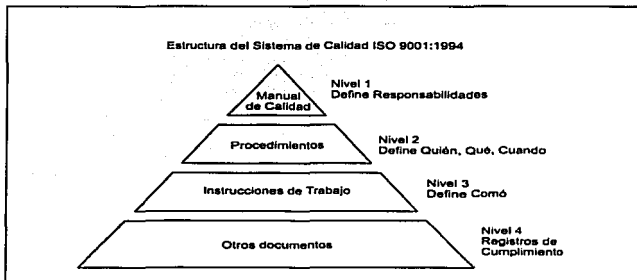 Estructura del Sistema de Calidad ISO 9001:1994
Manual
de Calidad
Nivel 1
Define Responsabilidades
Procedimientos
Nivel 2
Define Quién, Qué, Cuando
Instrucciones de Trabajo
Nivel 3
Define Comó
Otros documentos
Nivel 4
Registros de
Cumplimiento